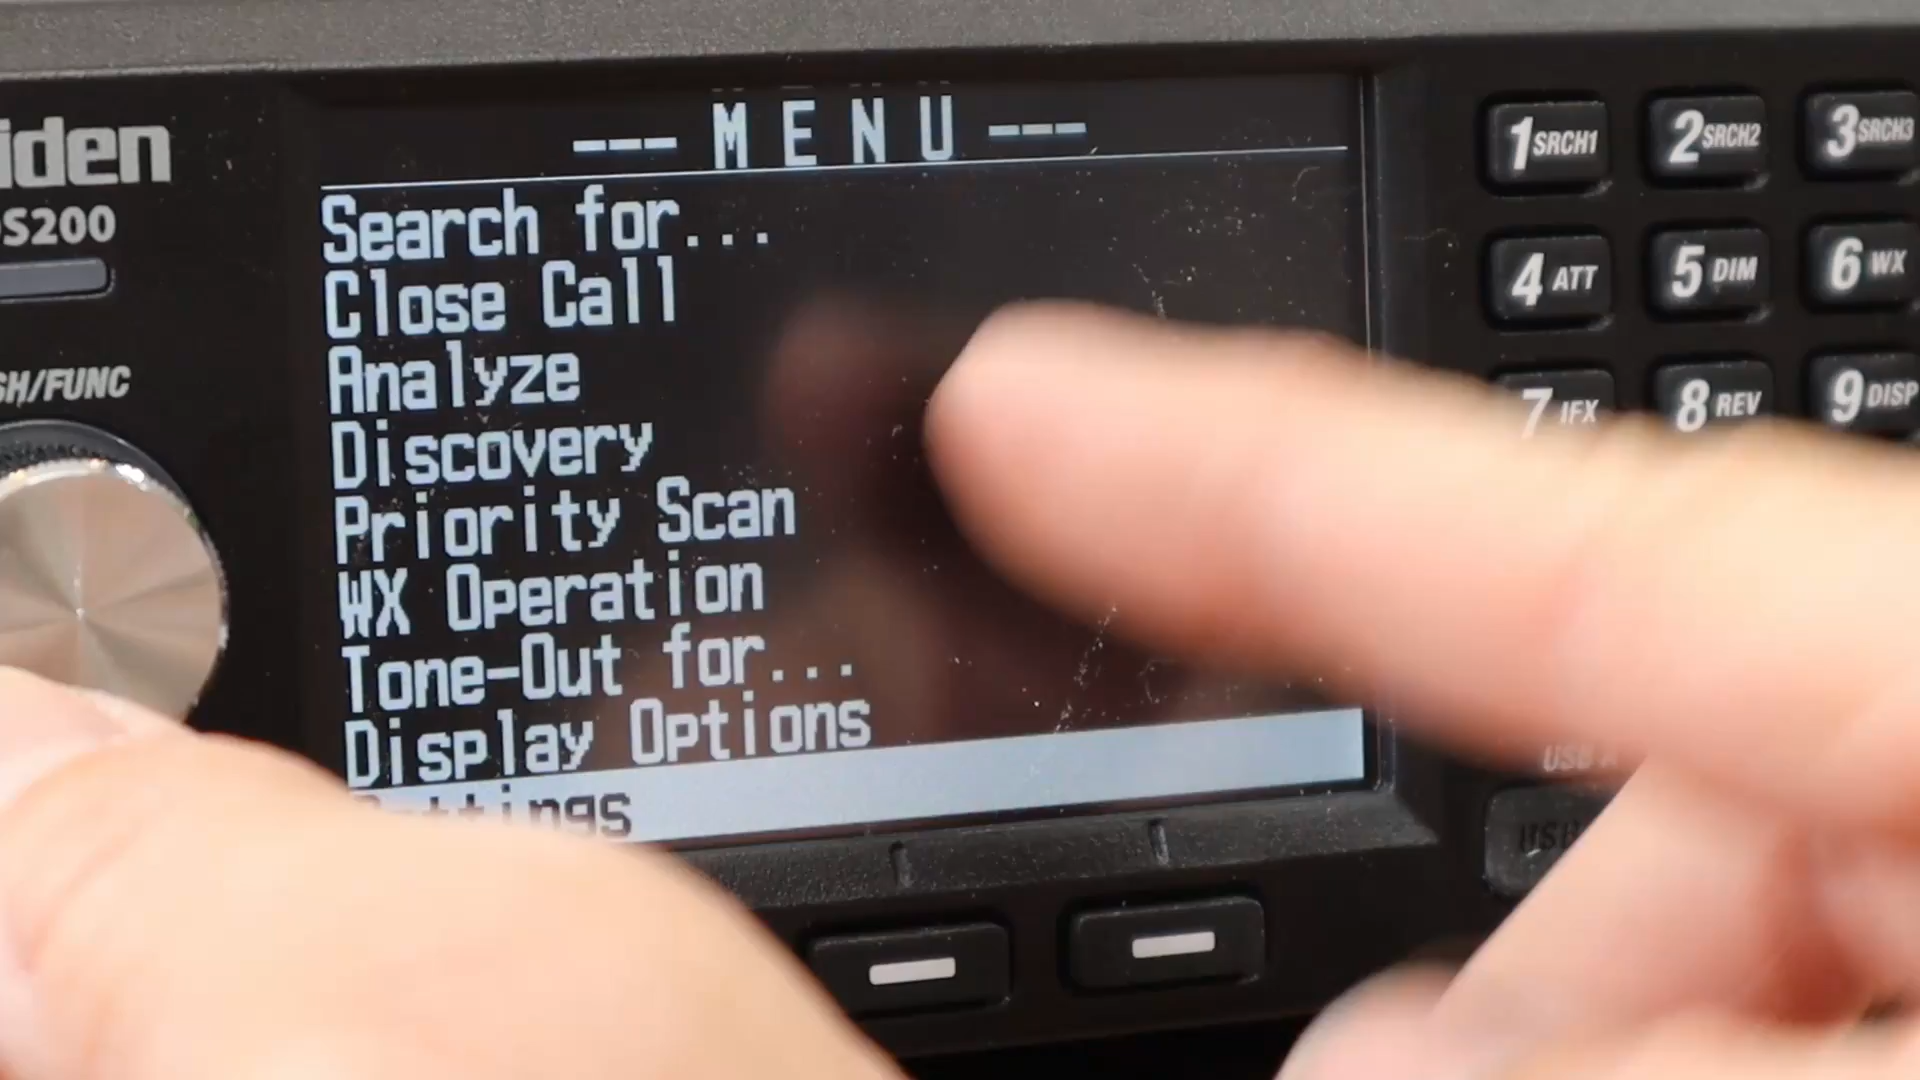 iden
DS200
SH/FUNC
--- MENU ---
Search for...
Close Call
Analyze
Discovery
Priority Scan
WX Operation
Tone-Out for...
Display Options
Settings
1 SRCH1
2 SRCH2
3 SRCH3
4 ATT
5 DIM
6 WX
7 IFX
8 REV
9 DISP
USB